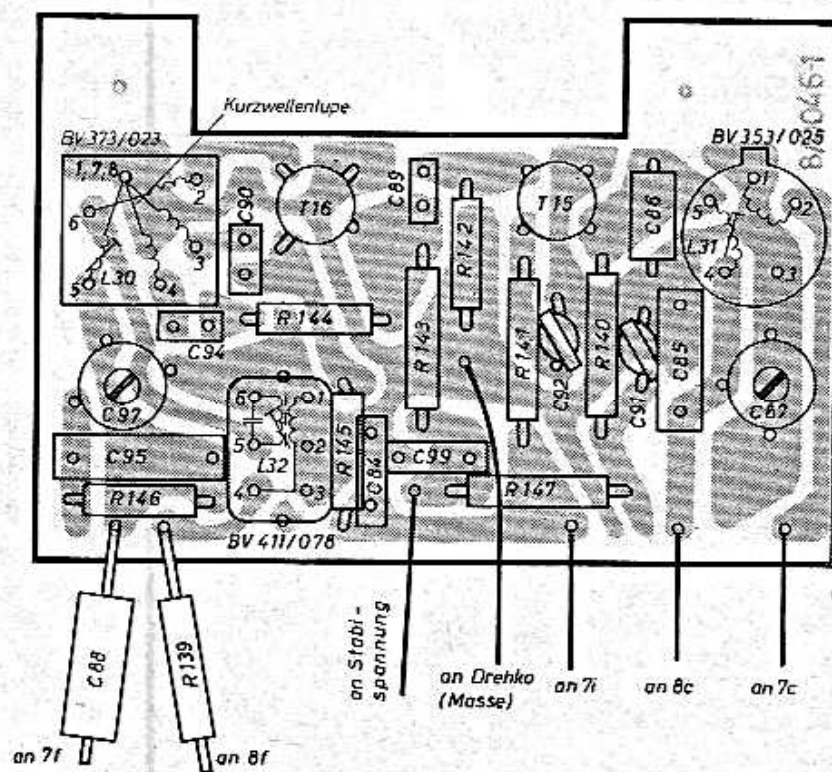 8/0461
Kurzwellenlupe
BV 373/023
BV 353/025
1, 7, 8
2
6
3
5
L30
4
C90
T16
C89
R142
T15
C86
1
5
2
L31
4
3
C94
R144
R143
R141
C92
R140
C91
C85
C97
C82
6
1
5
2
L32
4
3
R145
C84
C95
C99
R146
R147
BV 411/078
C88
R139
an Stabi-
spannung
an Drehko
(Masse)
an 7i
an 8c
an 7c
an 7f
an 8f